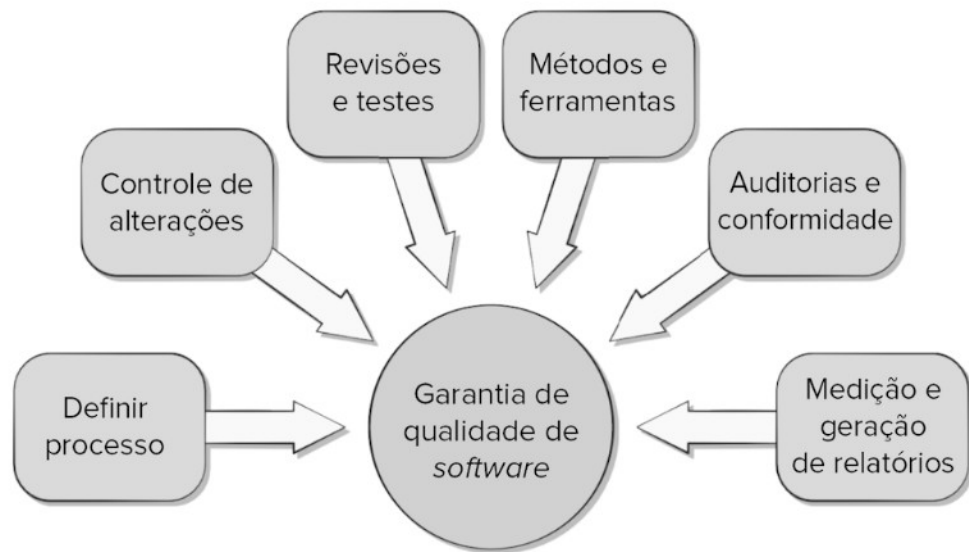 Revisões
e testes
Métodos e
ferramentas
Controle de
alterações
Auditorias e
conformidade
Definir
processo
Garantia de
qualidade de
software
Medição e
geração
de relatórios